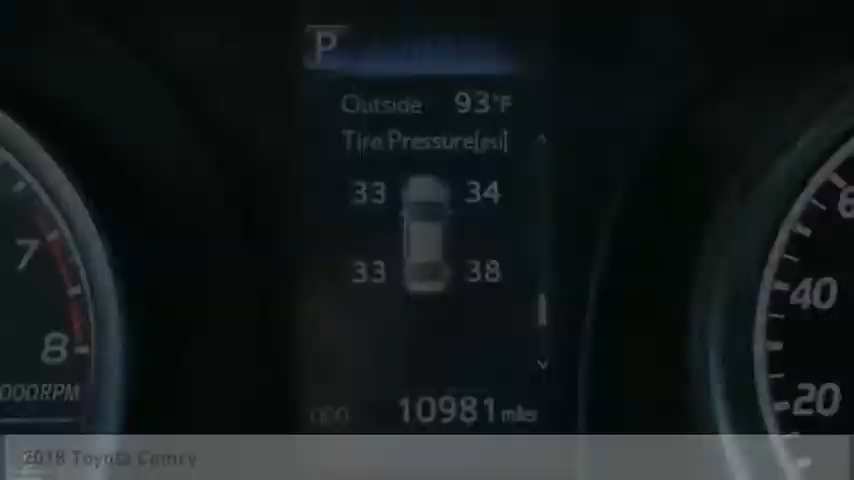 P
Outside 93°F
Tire Pressure[psi]
33 34
33 38
ODO 10981 miles
7
8
000RPM
6
40
20
2018 Toyota Camry